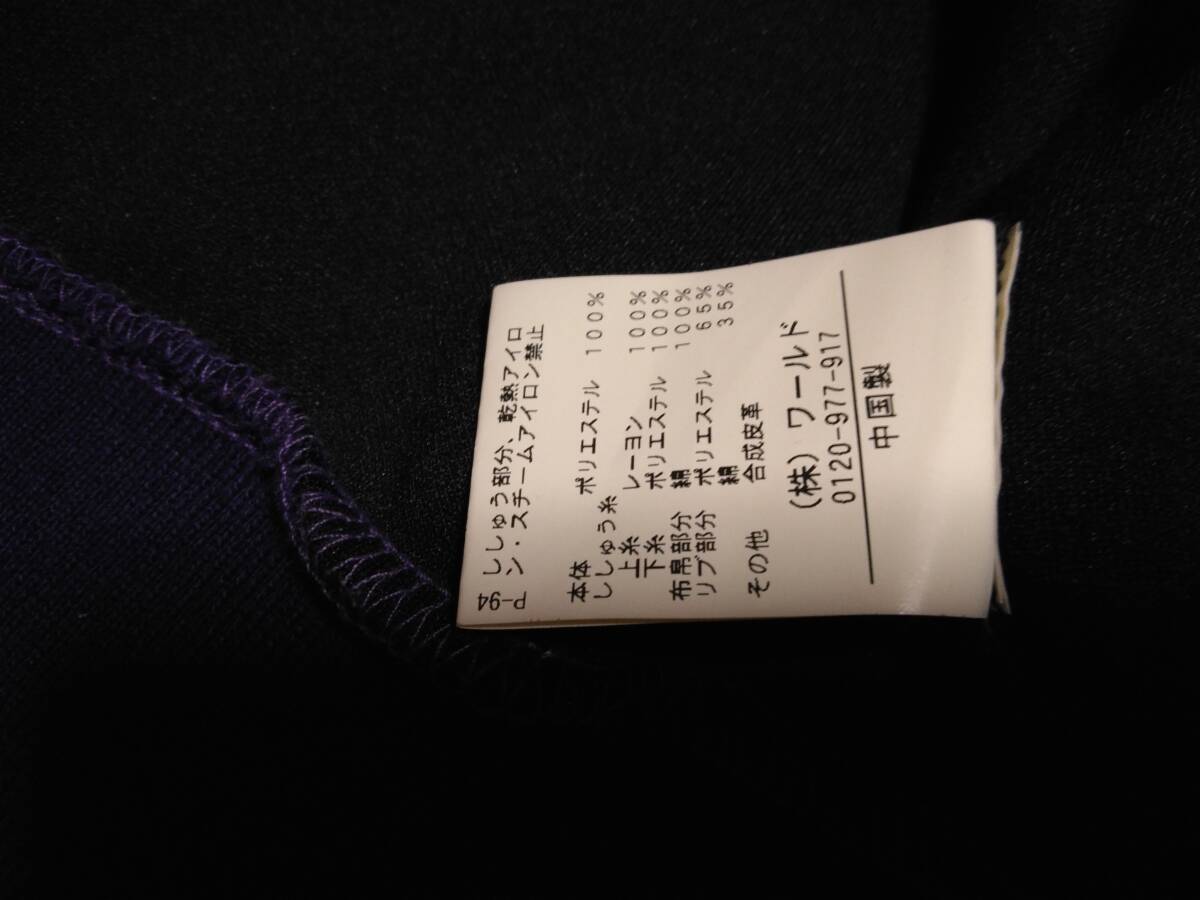 P-94
ししゅう部分、乾熱アイロ
ン・スチームアイロン禁止
本体 ポリエステル 100%
ししゅう糸
上糸 レーヨン 100%
下糸 ポリエステル 100%
布帛部分 綿 100%
リブ部分 ポリエステル 65%
綿 35%
その他 合成皮革
(株)ワールド
0120-977-917
中国製